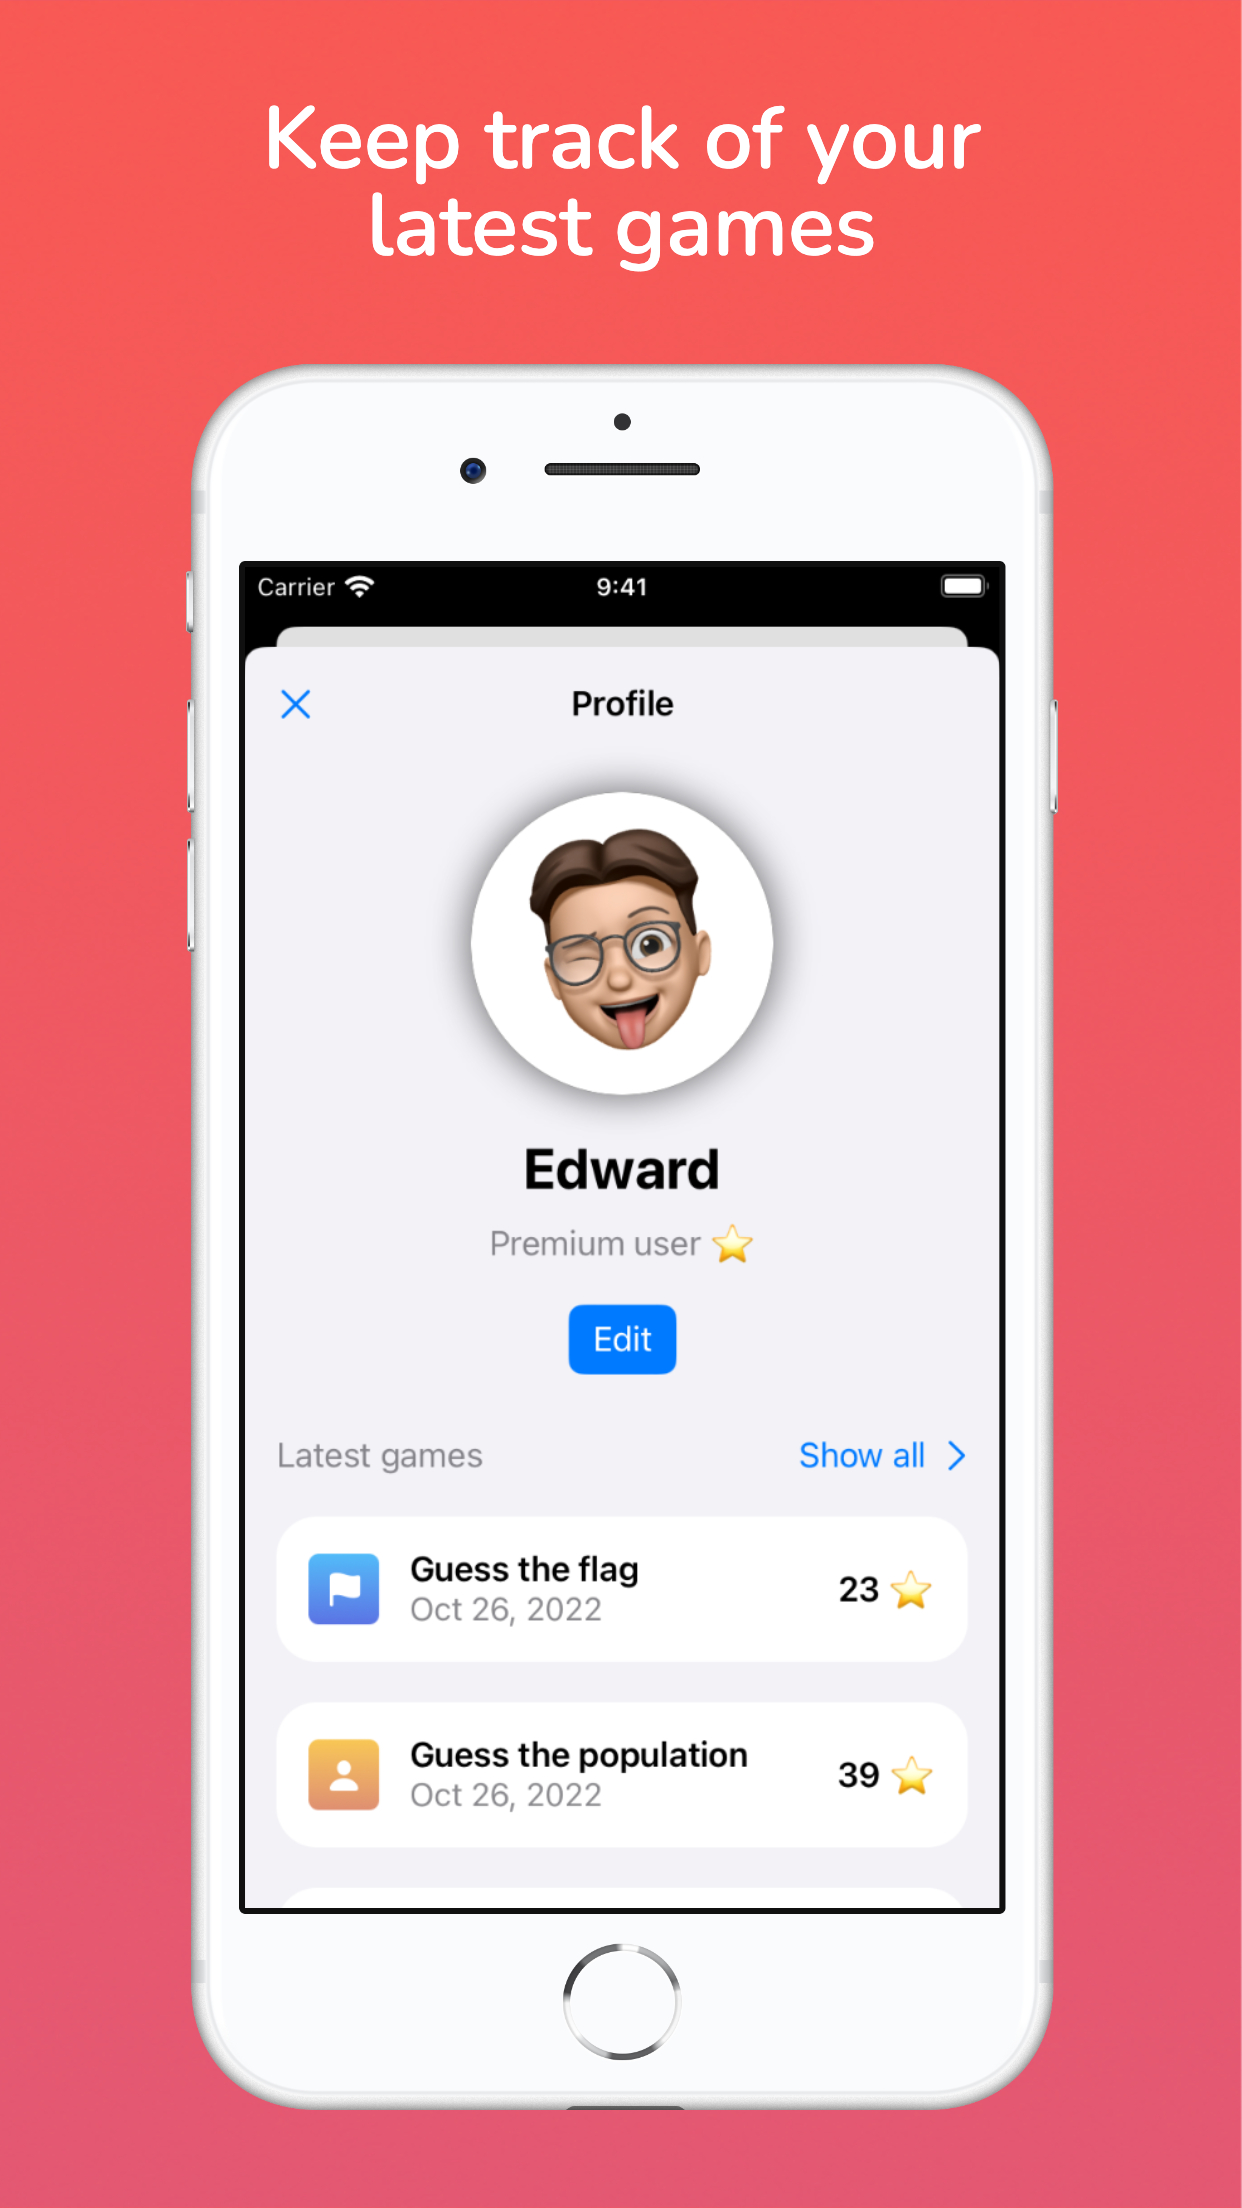 Keep track of your
latest games
Carrier
9:41
Profile
Edward
Premium user ⭐
Edit
Latest games
Show all
Guess the flag
Oct 26, 2022
23 ⭐
Guess the population
Oct 26, 2022
39 ⭐